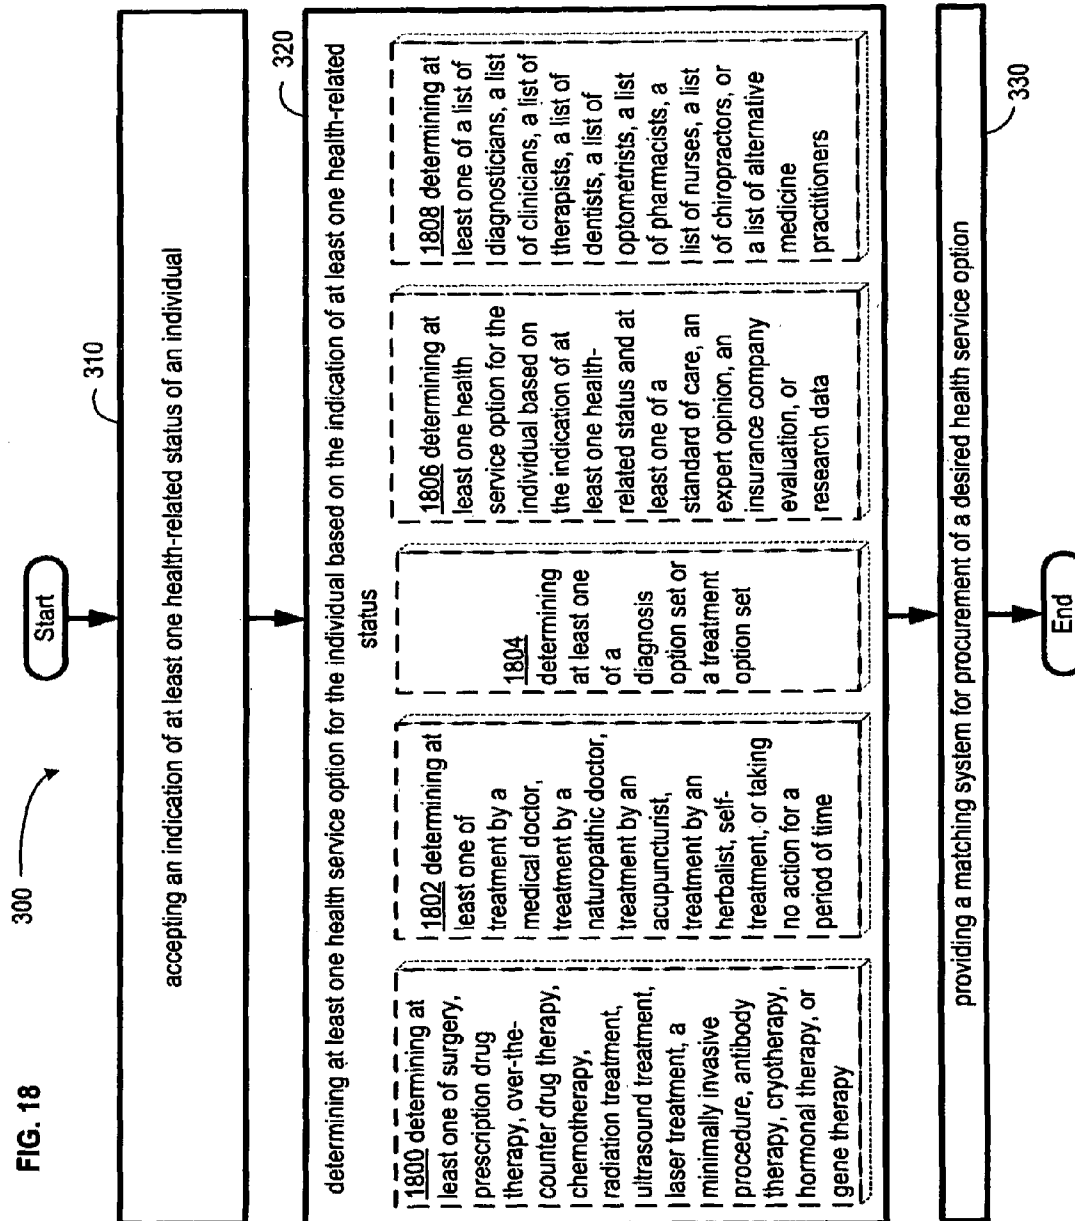 FIG. 18
300
Start
310
accepting an indication of at least one health-related status of an individual
320
determining at least one health service option for the individual based on the indication of at least one health-related
status
1800 determining at
least one of surgery,
prescription drug
therapy, over-the-
counter drug therapy,
chemotherapy,
radiation treatment,
ultrasound treatment,
laser treatment, a
minimally invasive
procedure, antibody
therapy, cryotherapy,
hormonal therapy, or
gene therapy
1802 determining at
least one of
treatment by a
medical doctor,
treatment by a
naturopathic doctor,
treatment by an
acupuncturist,
treatment by an
herbalist, self-
treatment, or taking
no action for a
period of time
1804
determining
at least one
of a
diagnosis
option set or
a treatment
option set
1806 determining at
least one health
service option for the
individual based on
the indication of at
least one health-
related status and at
least one of a
standard of care, an
expert opinion, an
insurance company
evaluation, or
research data
1808 determining at
least one of a list of
diagnosticians, a list
of clinicians, a list of
therapists, a list of
dentists, a list of
optometrists, a list
of pharmacists, a
list of nurses, a list
of chiropractors, or
a list of alternative
medicine
practitioners
330
providing a matching system for procurement of a desired health service option
End